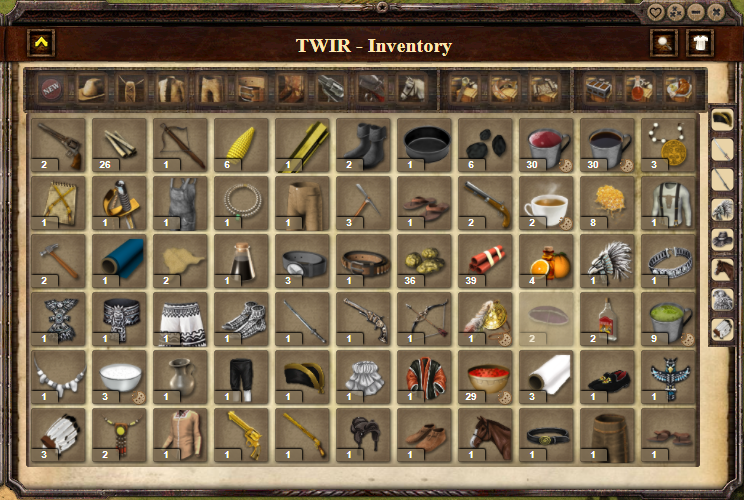 TWIR - Inventory
NEW
2 26 1 6 1 2 1 6 30 30 3
1 1 1 1 1 3 1 2 2 8 1
2 1 2 1 3 1 36 39 4 1 1
1 1 1 1 1 1 1 1 2 2 9
1 3 1 1 1 1 1 29 3 1 1
3 2 1 1 1 1 1 1 1 1 1